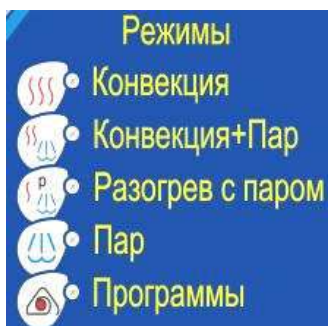 Режимы
Конвекция
Конвекция+Пар
P
Разогрев с паром
Пар
Программы